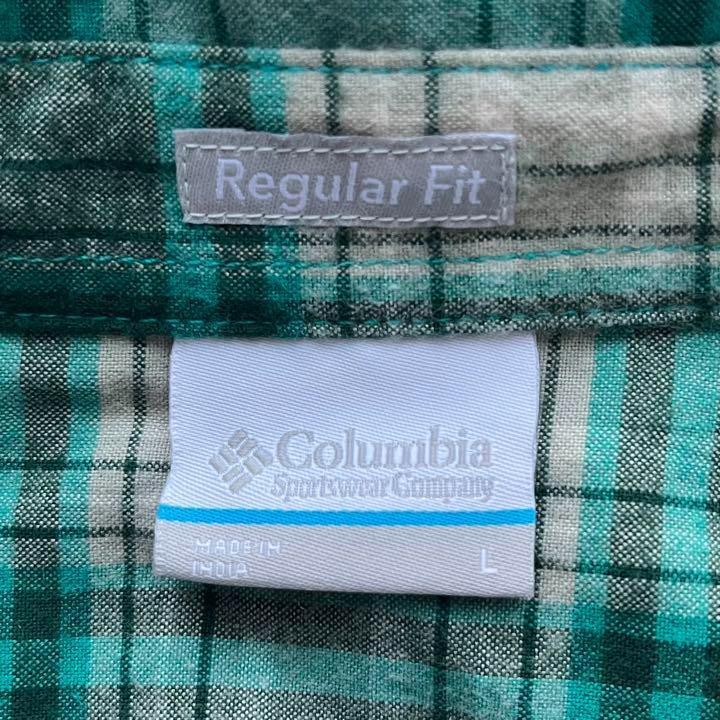 Regular Fit
Columbia
Sportswear Company
MADE IN
INDIA
L